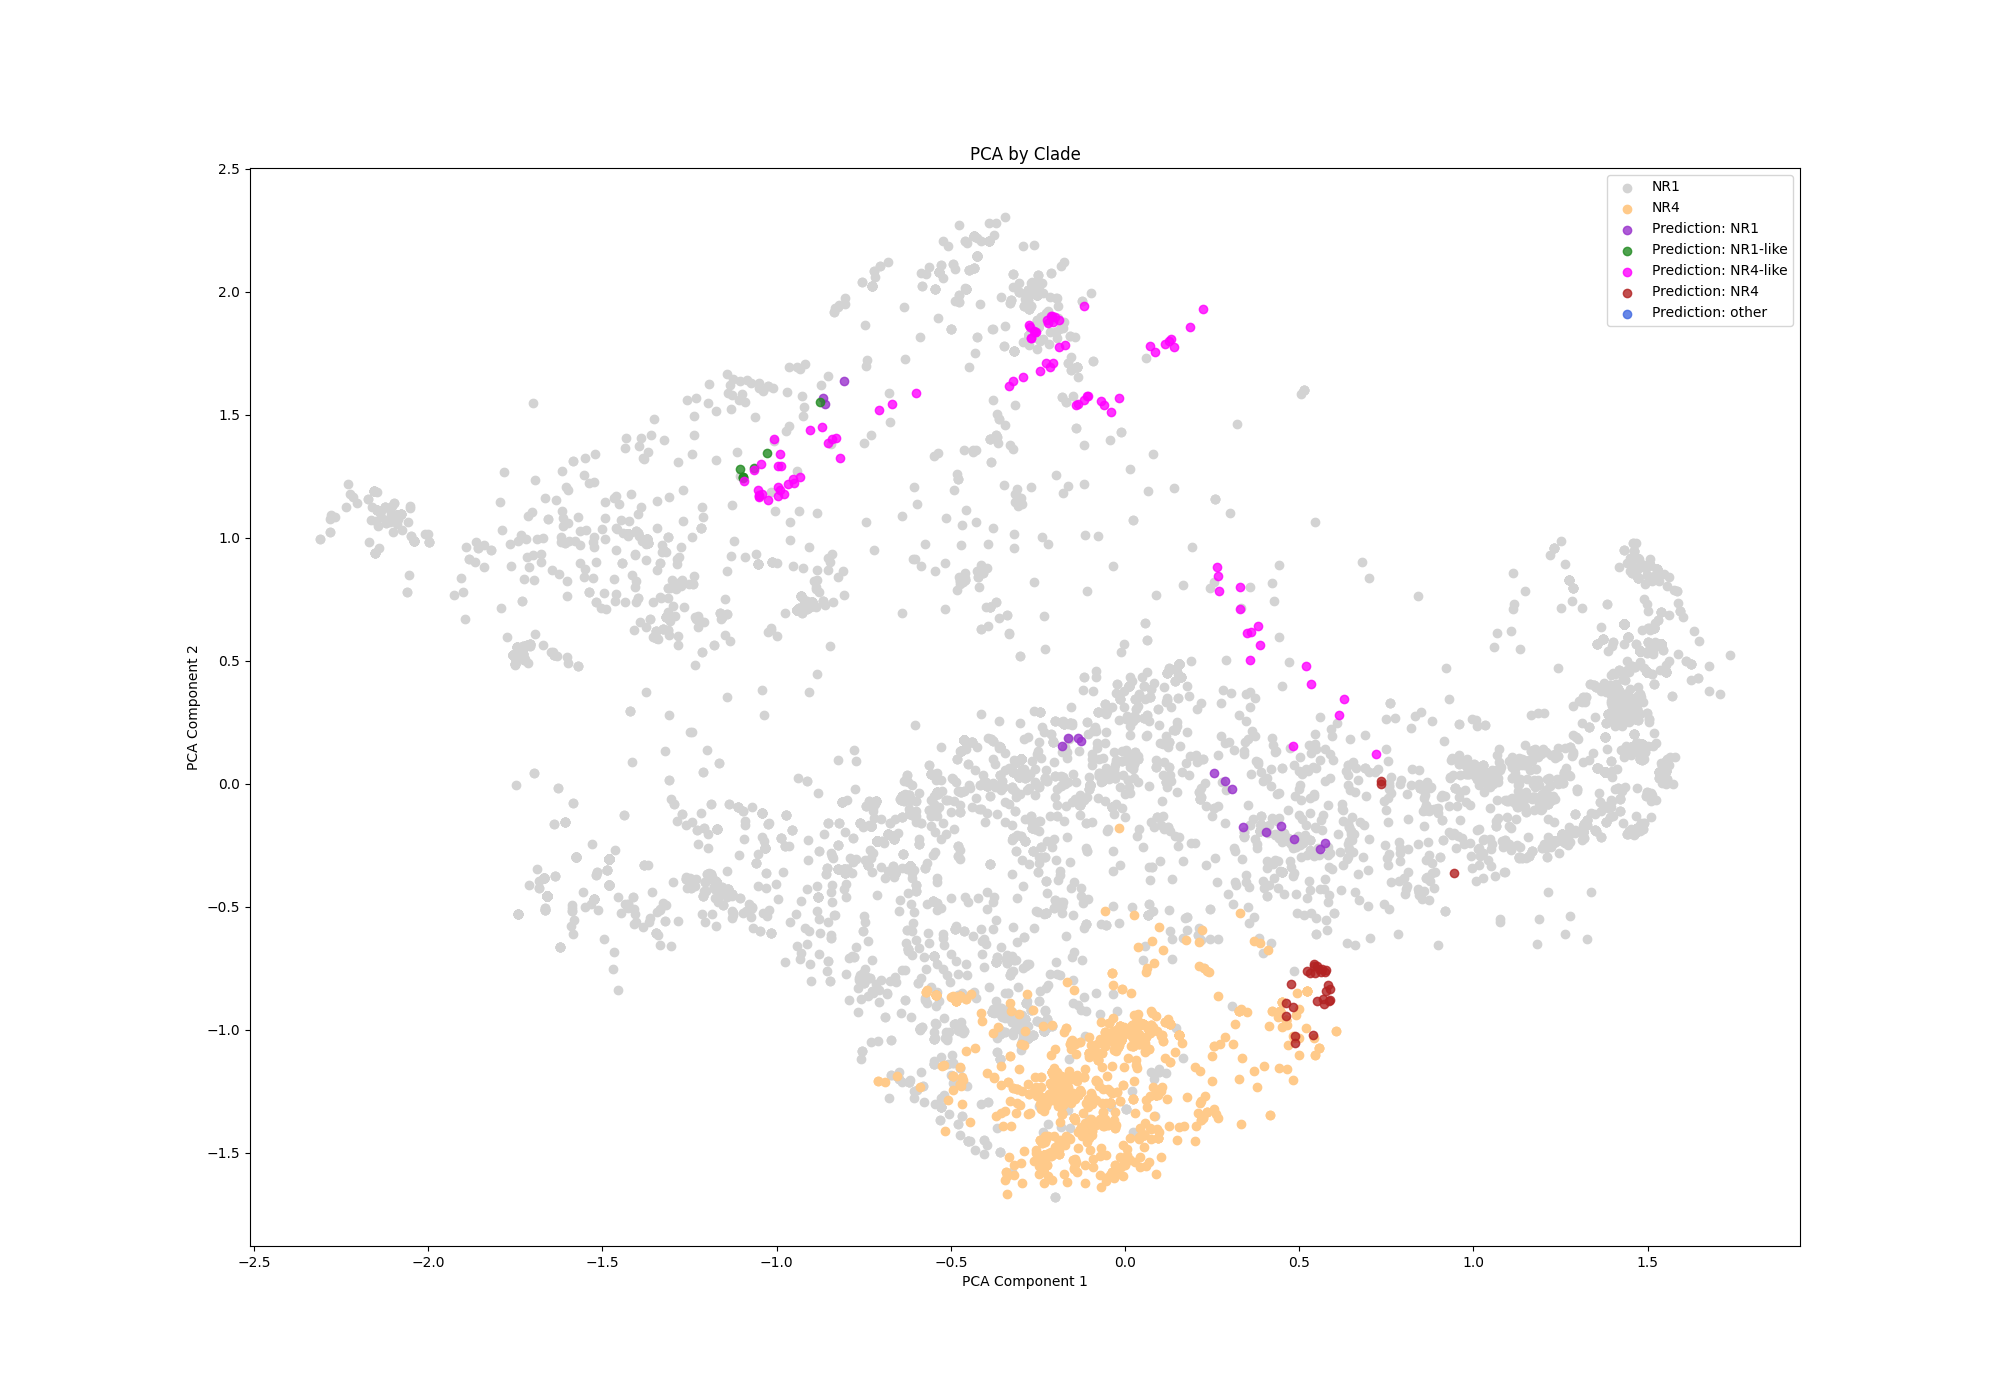 PCA by Clade
2.5
2.0
1.5
1.0
0.5
0.0
−0.5
−1.0
−1.5
PCA Component 2
NR1
NR4
Prediction: NR1
Prediction: NR1-like
Prediction: NR4-like
Prediction: NR4
Prediction: other
−2.5 −2.0 −1.5 −1.0 −0.5 0.0 0.5 1.0 1.5
PCA Component 1